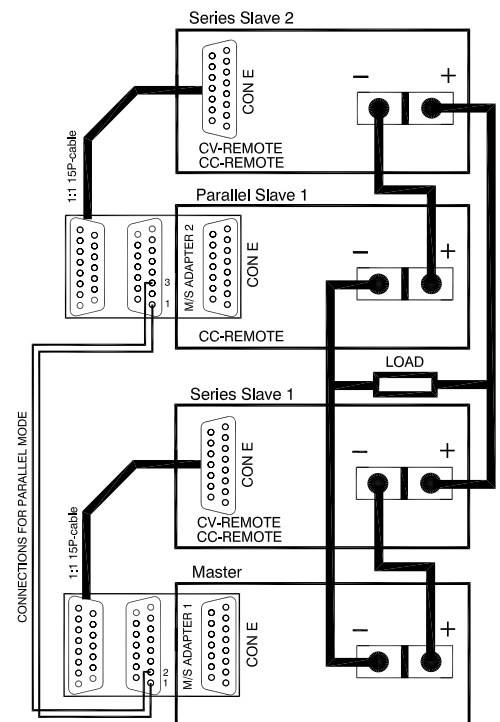 Series Slave 2
CON E
- +
CV-REMOTE
CC-REMOTE
1:1 15P-cable
Parallel Slave 1
M/S ADAPTER 2
CON E
- +
3
1
CC-REMOTE
LOAD
CONNECTIONS FOR PARALLEL MODE
Series Slave 1
CON E
- +
CV-REMOTE
CC-REMOTE
1:1 15P-cable
Master
M/S ADAPTER 1
CON E
- +
2
1